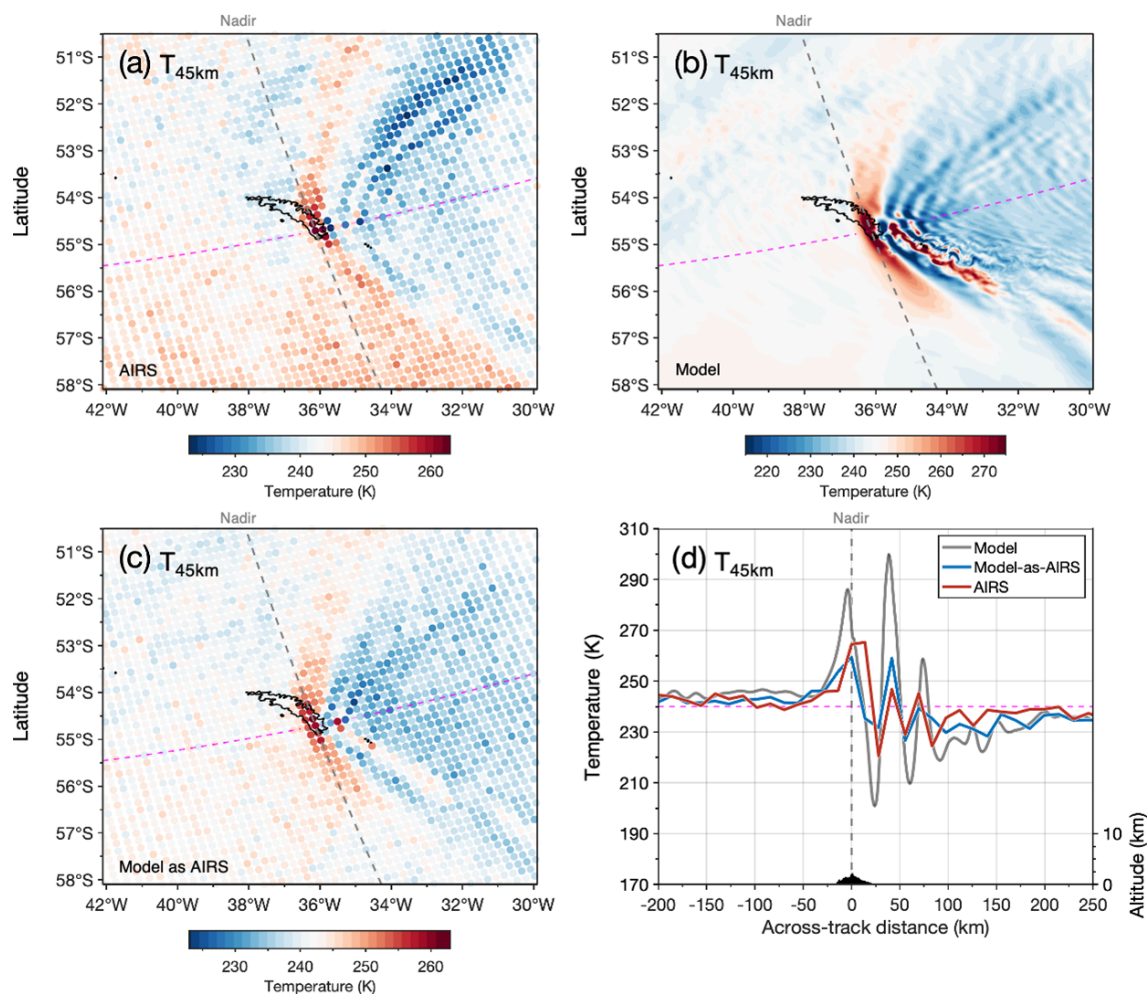 Nadir
(a) T45km
51°S
52°S
53°S
54°S
55°S
56°S
57°S
58°S
Latitude
AIRS
42°W 40°W 38°W 36°W 34°W 32°W 30°W
230 240 250 260
Temperature (K)
Nadir
(b) T45km
51°S
52°S
53°S
54°S
55°S
56°S
57°S
58°S
Latitude
Model
42°W 40°W 38°W 36°W 34°W 32°W 30°W
220 230 240 250 260 270
Temperature (K)
Nadir
(c) T45km
51°S
52°S
53°S
54°S
55°S
56°S
57°S
58°S
Latitude
Model as AIRS
42°W 40°W 38°W 36°W 34°W 32°W 30°W
230 240 250 260
Temperature (K)
Nadir
(d) T45km
Model
Model-as-AIRS
AIRS
310
290
270
250
230
210
190
170
Temperature (K)
10
0
Altitude (km)
-200 -150 -100 -50 0 50 100 150 200 250
Across-track distance (km)